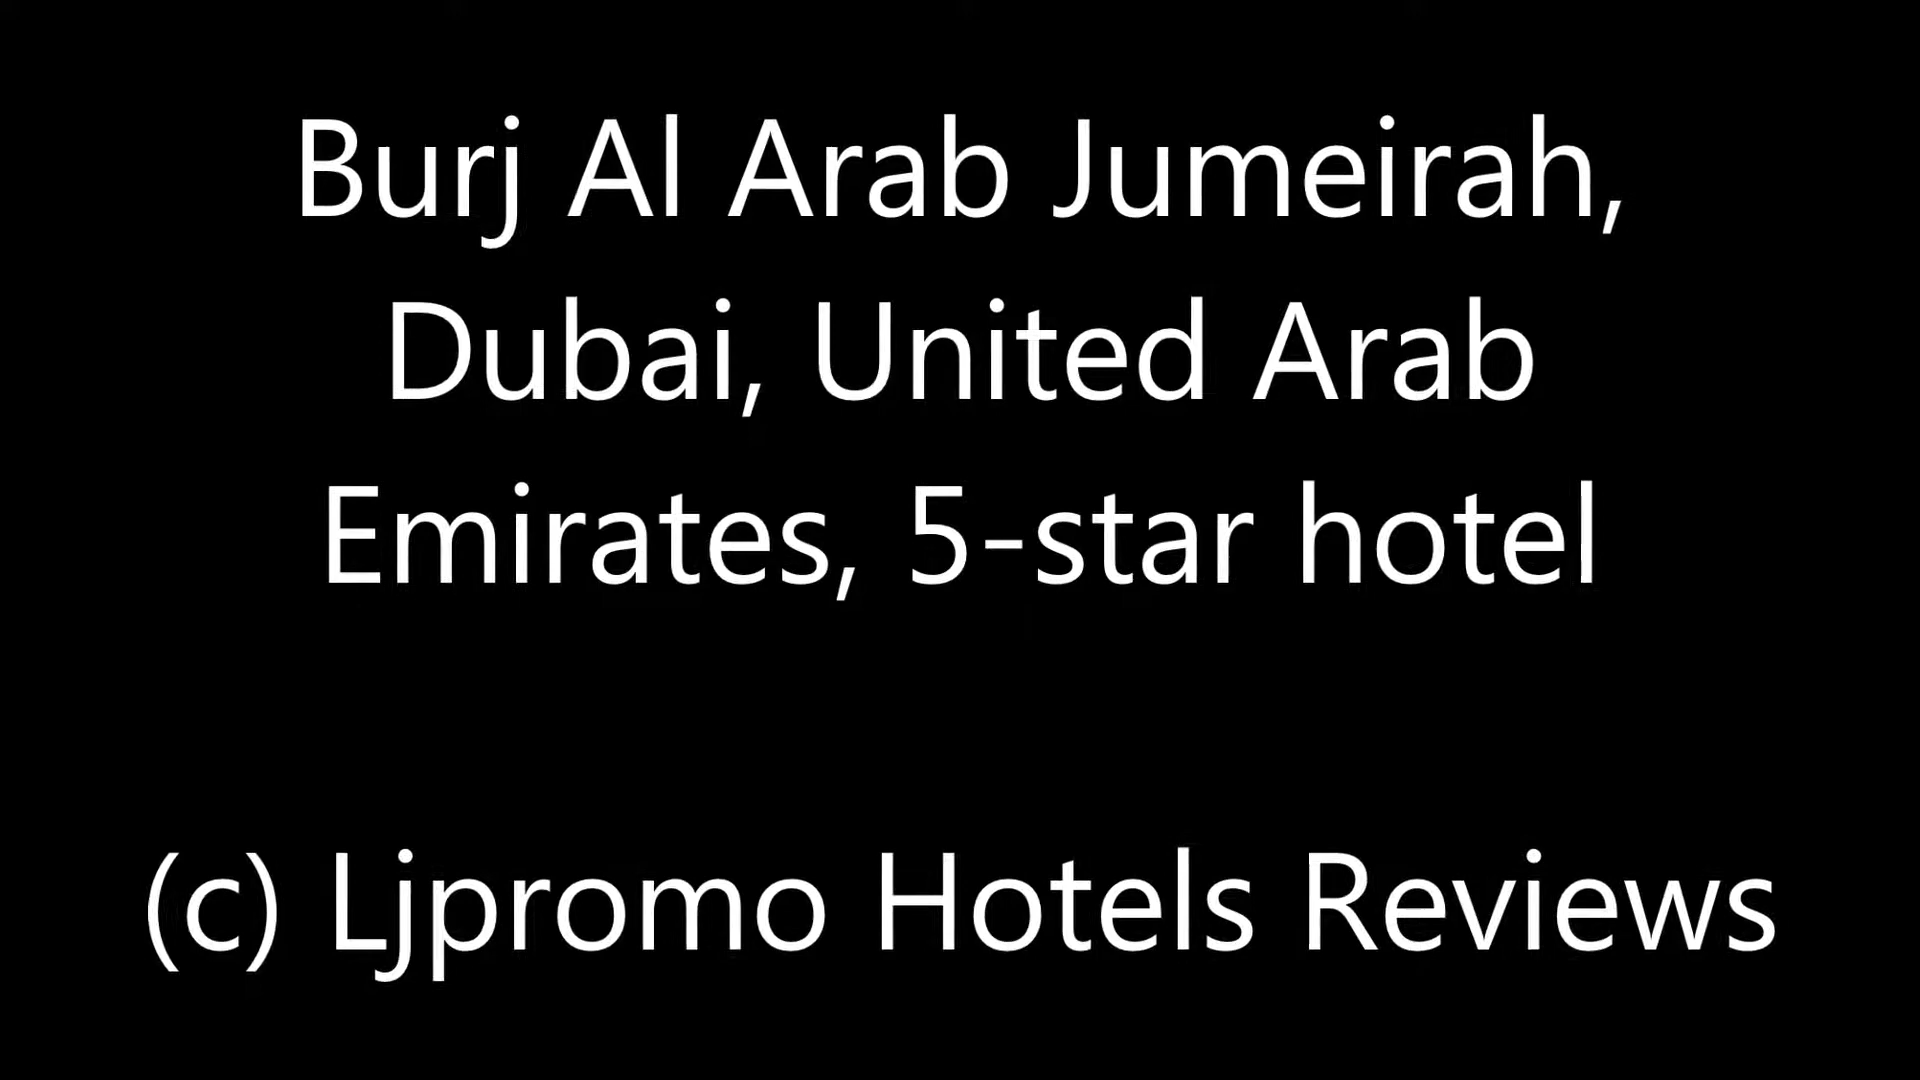 Burj Al Arab Jumeirah,
Dubai, United Arab
Emirates, 5-star hotel
(c) Ljpromo Hotels Reviews